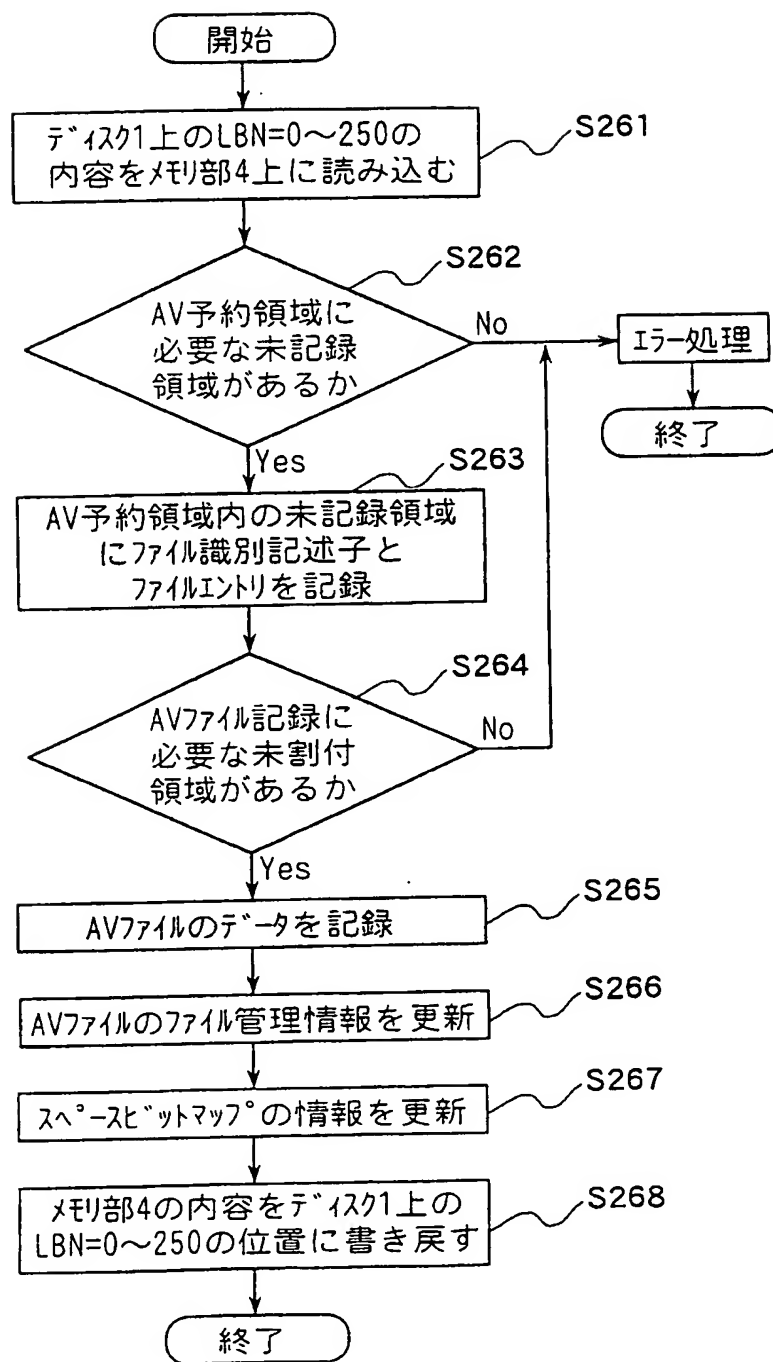 開始
ディスク1上のLBN=0～250の
内容をメモリ部4上に読み込む
S261
S262
AV予約領域に
必要な未記録
領域があるか
No
エラー処理
終了
Yes
S263
AV予約領域内の未記録領域
にファイル識別記述子と
ファイルエントリを記録
S264
AVファイル記録に
必要な未割付
領域があるか
No
Yes
S265
AVファイルのデータを記録
S266
AVファイルのファイル管理情報を更新
S267
スペースビットマップの情報を更新
S268
メモリ部4の内容をディスク1上の
LBN=0～250の位置に書き戻す
終了